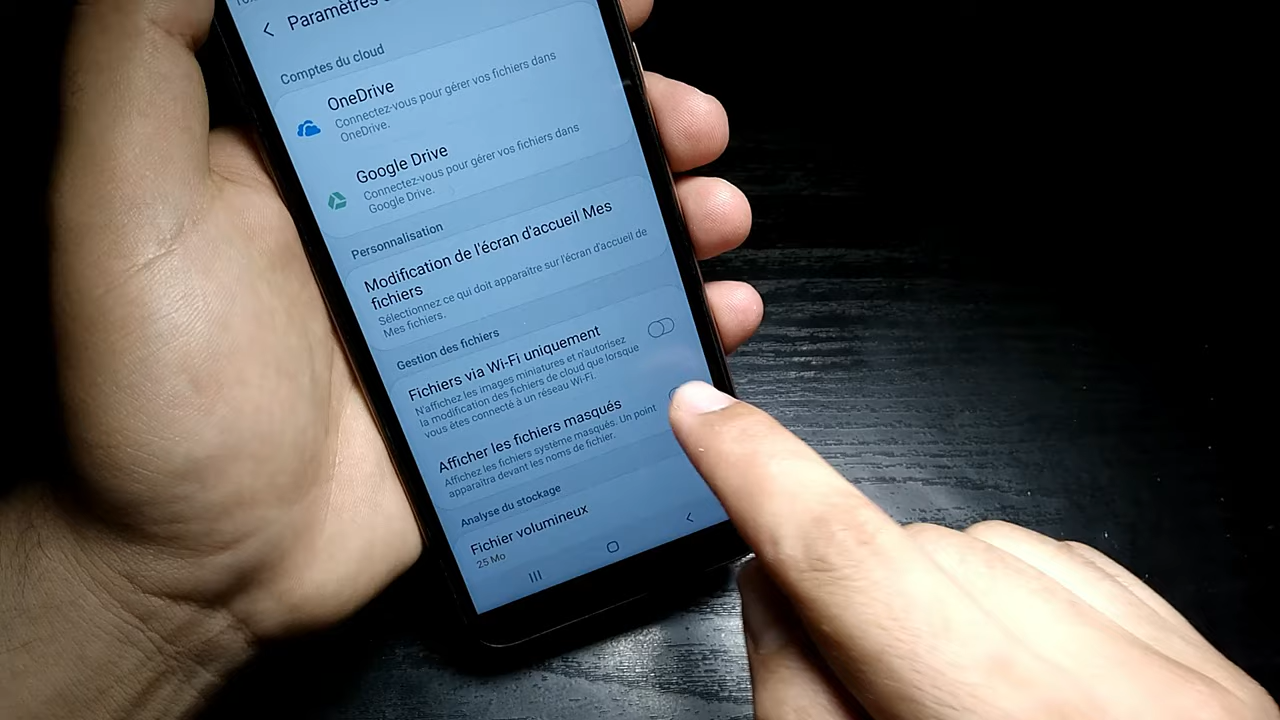 Paramètres
Comptes du cloud
OneDrive
Connectez-vous pour gérer vos fichiers dans
OneDrive.
Google Drive
Connectez-vous pour gérer vos fichiers dans
Google Drive.
Personnalisation
Modification de l'écran d'accueil Mes
fichiers
Sélectionnez ce qui doit apparaître sur l'écran d'accueil de
Mes fichiers.
Gestion des fichiers
Fichiers via Wi-Fi uniquement
N'affichez les images miniatures et n'autorisez
la modification des fichiers de cloud que lorsque
vous êtes connecté à un réseau Wi-Fi.
Afficher les fichiers masqués
Affichez les fichiers système masqués. Un point
apparaîtra devant les noms de fichier.
Analyse du stockage
Fichier volumineux
25 Mo